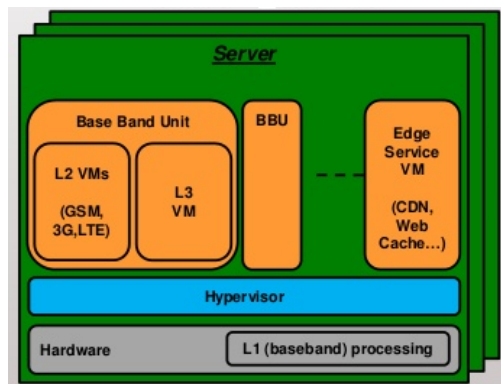 Server
Base Band Unit
L2 VMs
(GSM,
3G,LTE)
L3
VM
BBU
Edge
Service
VM
(CDN,
Web
Cache...)
Hypervisor
Hardware
L1 (baseband) processing